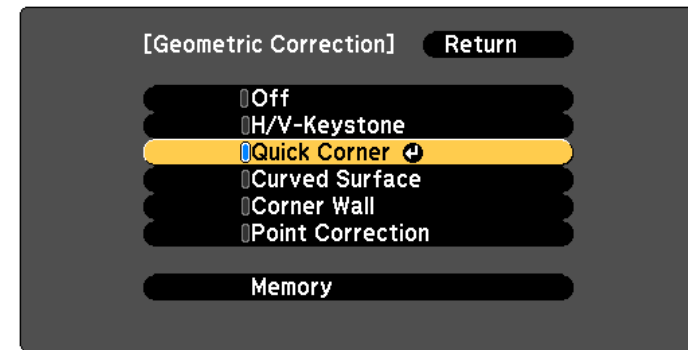 [Geometric Correction] Return
Off
H/V-Keystone
Quick Corner
Curved Surface
Corner Wall
Point Correction
Memory